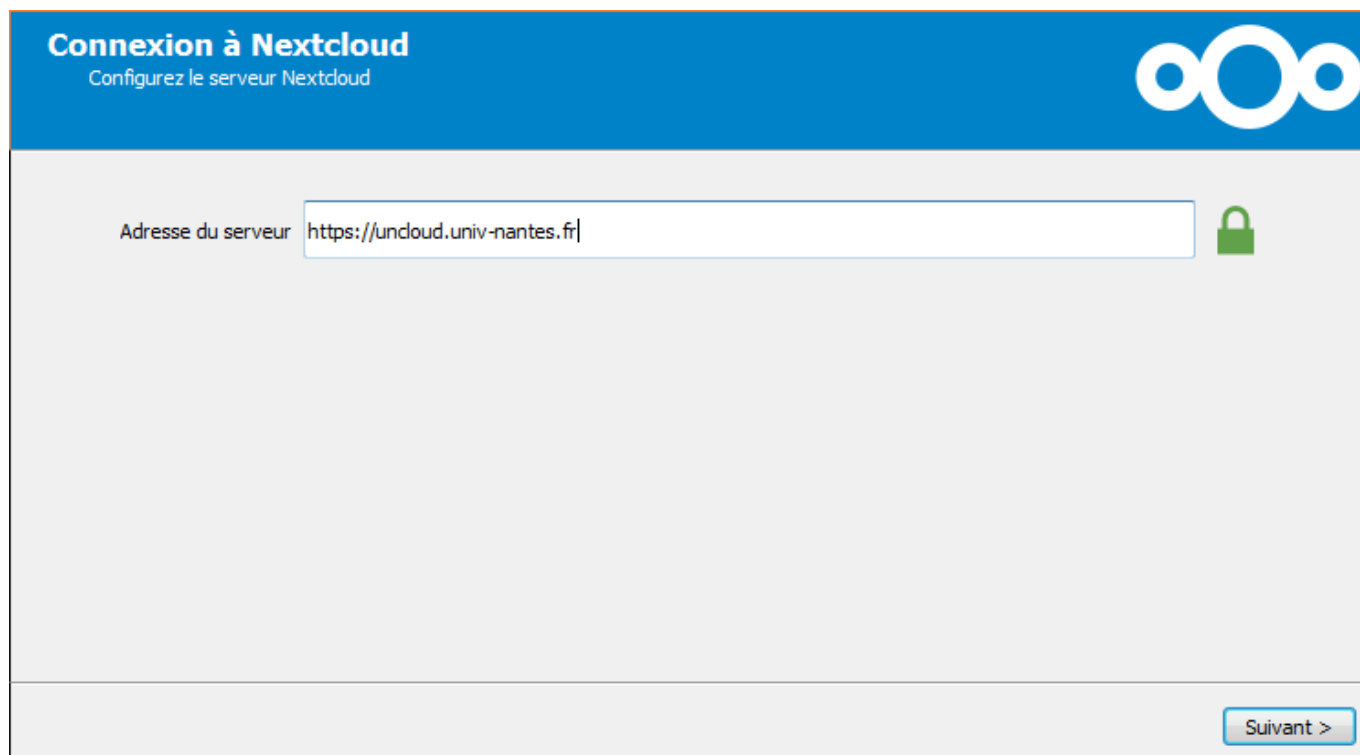 Connexion à Nextcloud
Configurez le serveur Nextcloud
Adresse du serveur https://uncloud.univ-nantes.fr
Suivant >